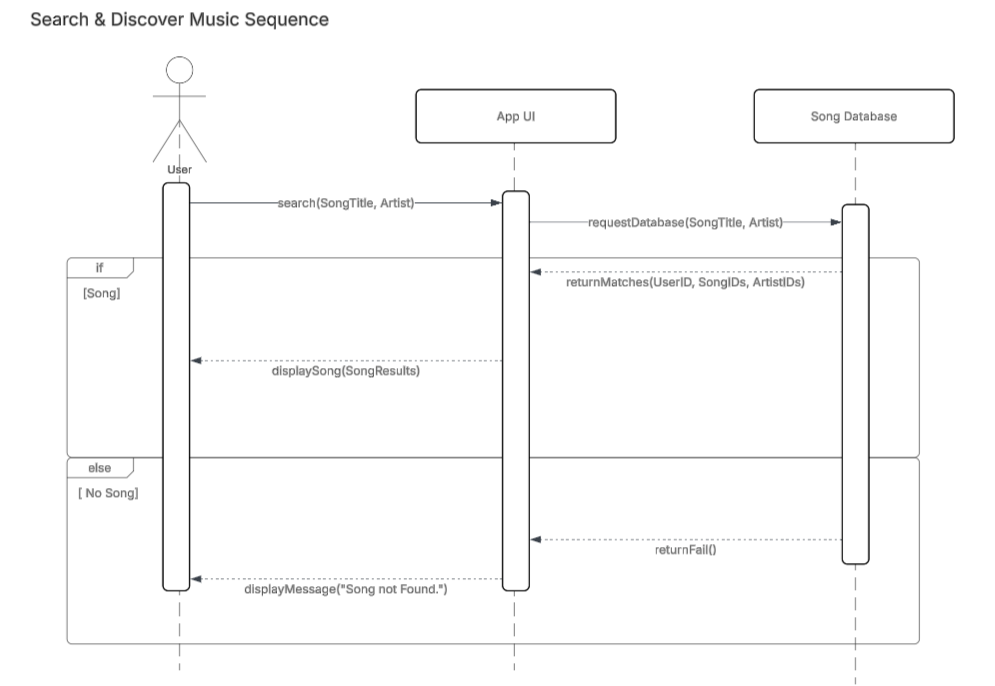 Search & Discover Music Sequence
App UI
Song Database
User
search(SongTitle, Artist)
requestDatabase(SongTitle, Artist)
if
[Song]
returnMatches(UserID, SongIDs, ArtistIDs)
displaySong(SongResults)
else
[ No Song]
returnFail()
displayMessage("Song not Found.")